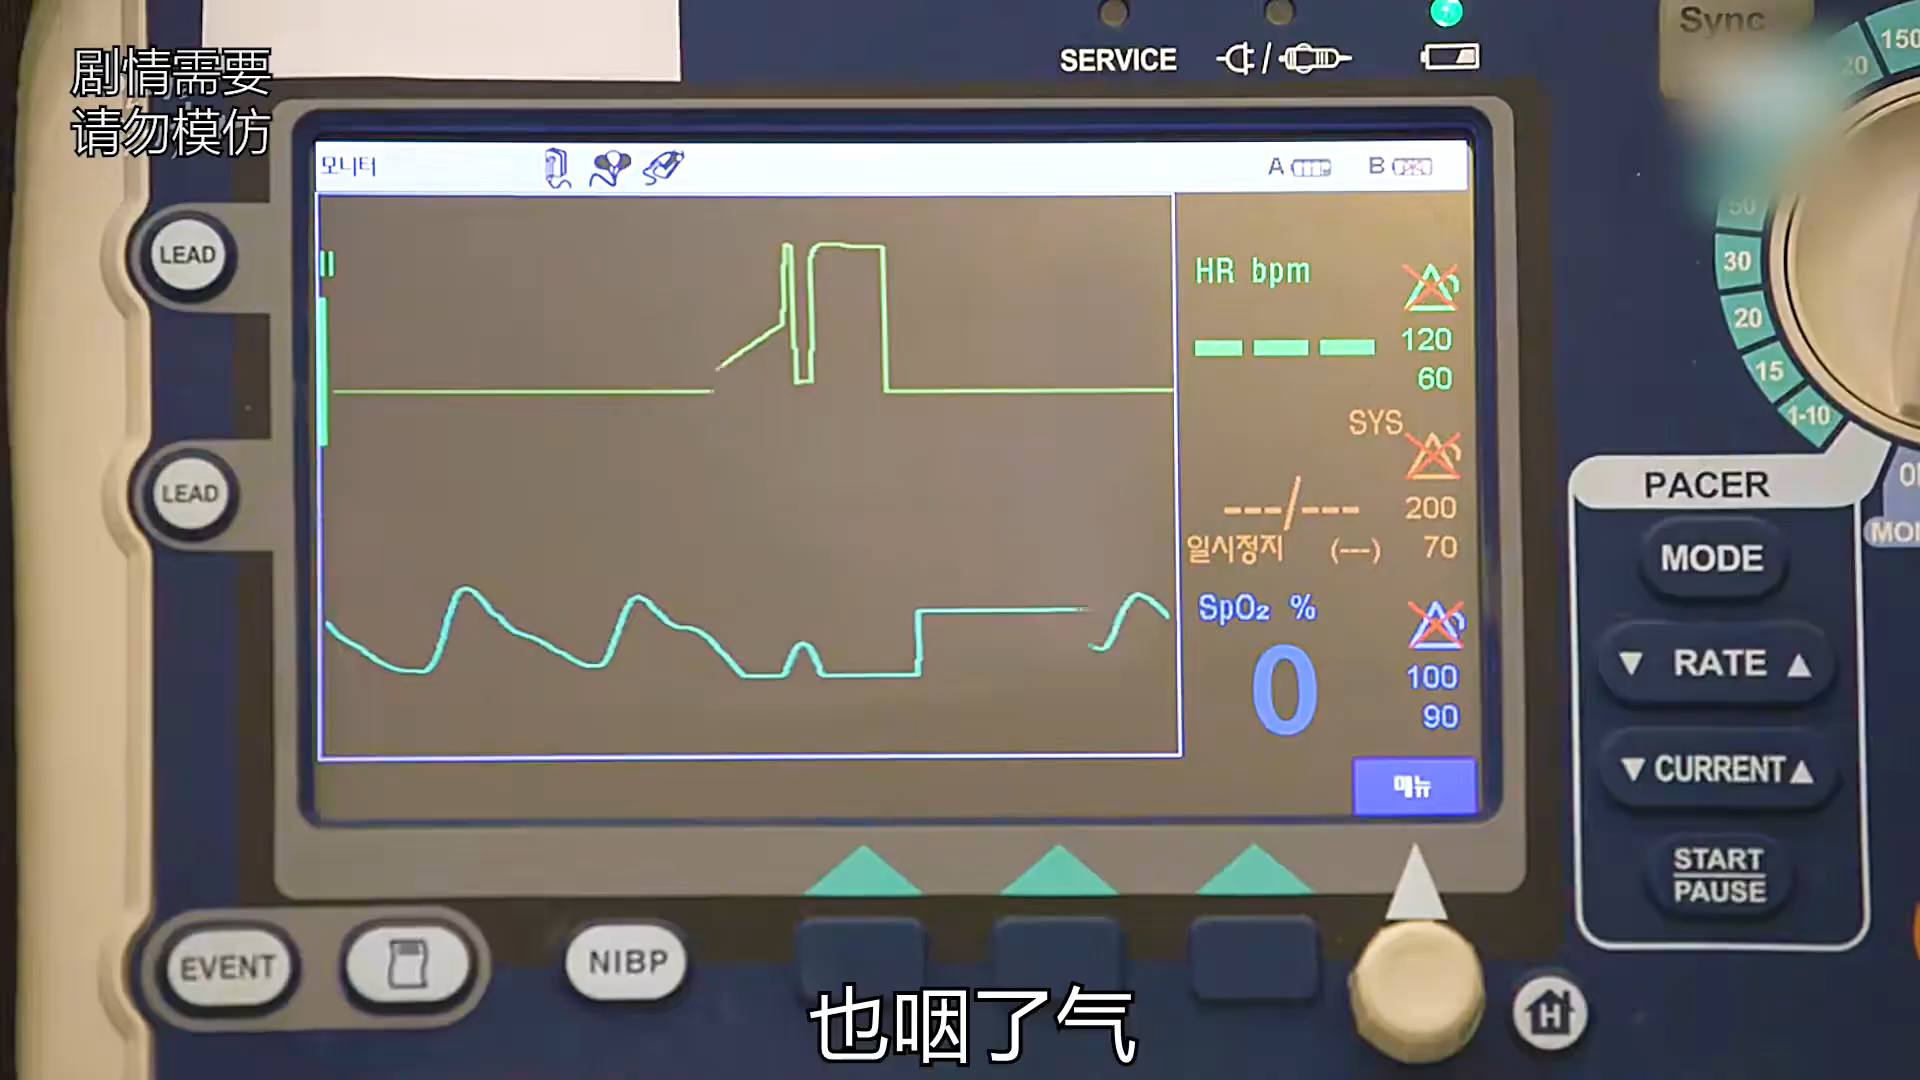 剧情需要
请勿模仿
SERVICE
Sync
150
20
모니터
A
B
LEAD
LEAD
HR bpm
120
60
SYS
---/---
200
일시정지 (---) 70
SpO₂ %
0
100
90
메뉴
50
30
20
15
1-10
PACER
MODE
▼ RATE ▲
▼ CURRENT ▲
START
PAUSE
EVENT
NIBP
H
也咽了气